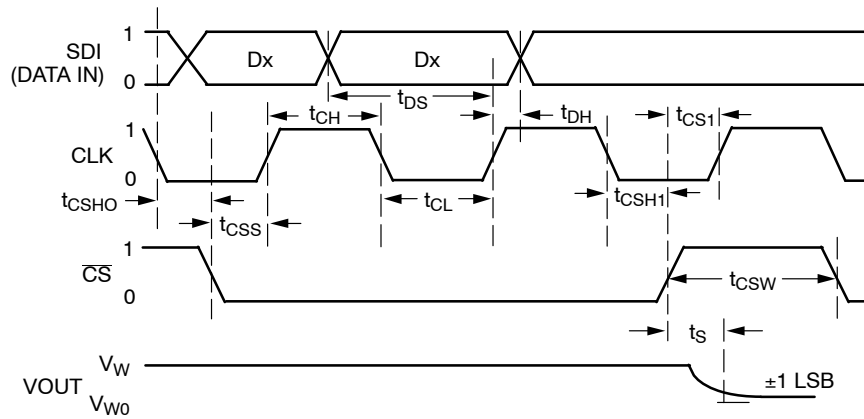 SDI
(DATA IN)
1
0
Dx
Dx
tDS
tCH
tDH
tCS1
CLK
1
0
tCSHO
tCSS
tCL
tCSH1
CS
1
0
tCSW
tS
VOUT
VW
VW0
±1 LSB